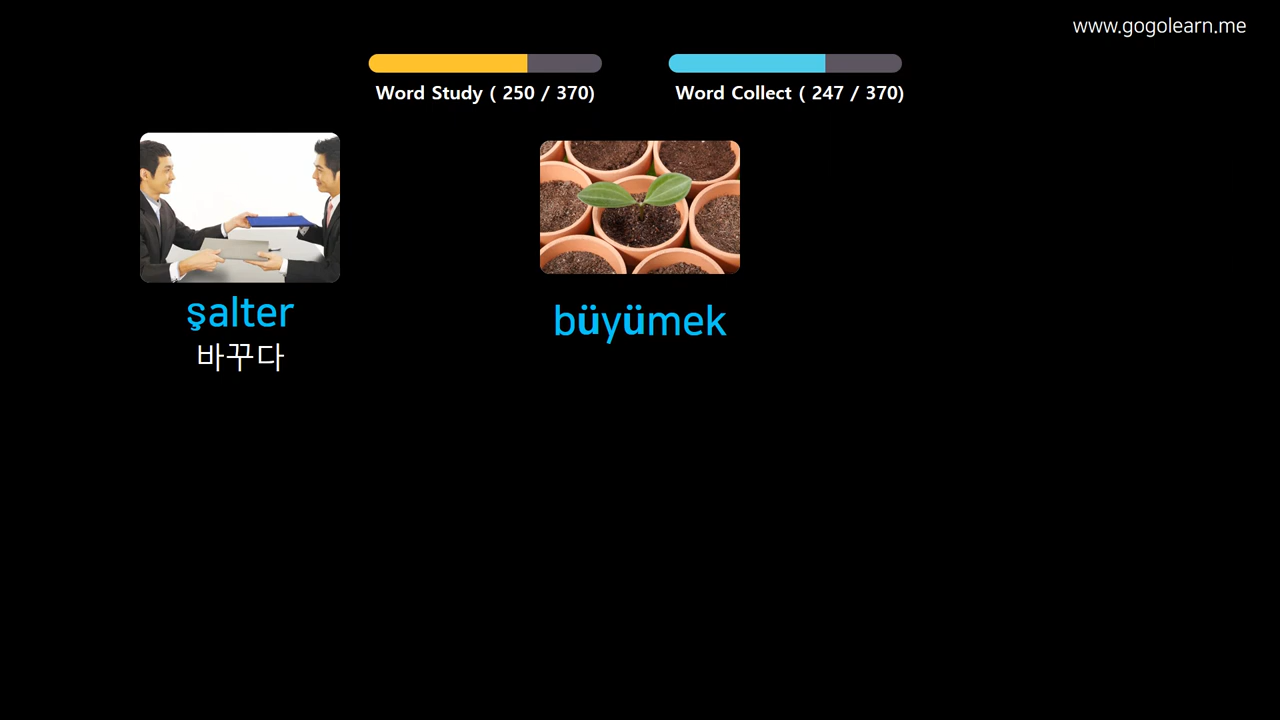 www.gogolearn.me
Word Study ( 250 / 370)
Word Collect ( 247 / 370)
şalter
바꾸다
büyümek